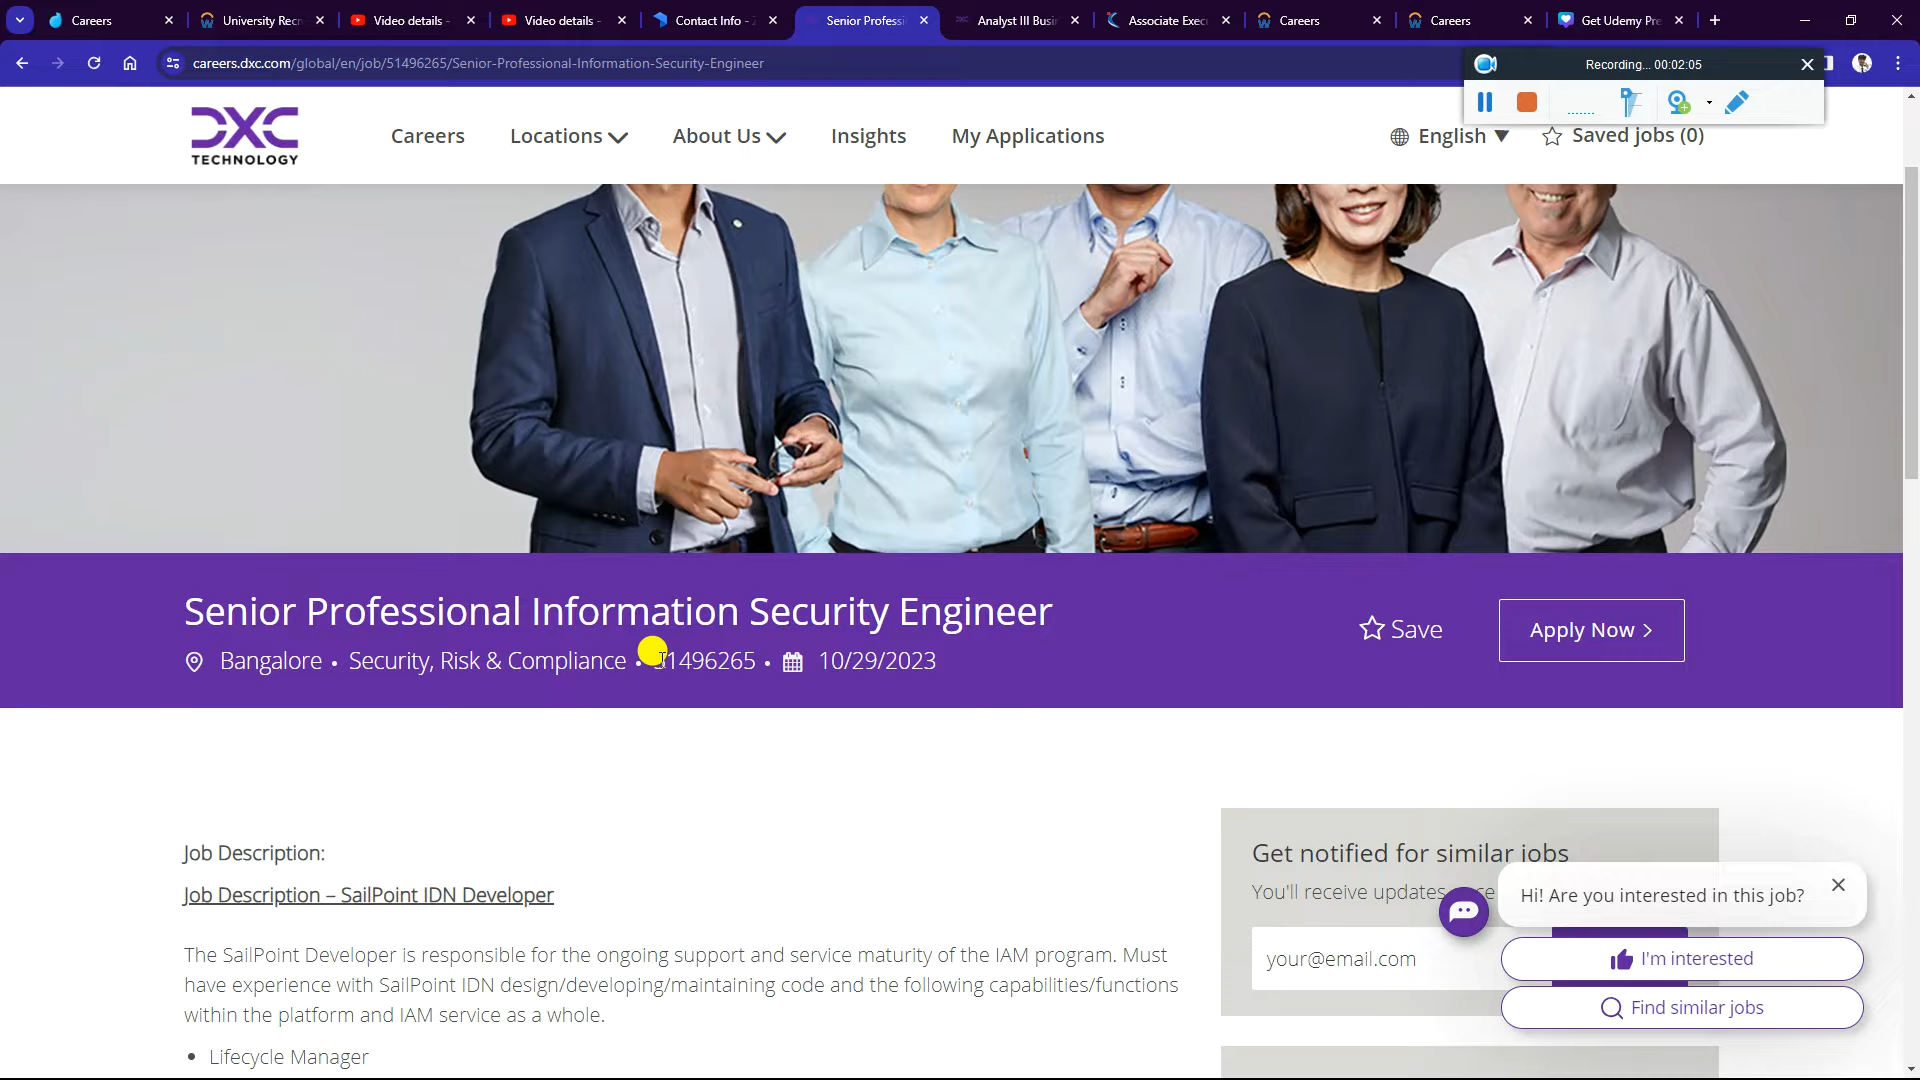 Careers
University Recr
Video details -
Video details -
Contact Info -
Senior Professi
Analyst III Busi
Associate Exec
Careers
Careers
Get Udemy Pre
careers.dxc.com/global/en/job/51496265/Senior-Professional-Information-Security-Engineer
Recording... 00:02:05
DXC
TECHNOLOGY
Careers
Locations
About Us
Insights
My Applications
English
Saved jobs (0)
Senior Professional Information Security Engineer
Bangalore • Security, Risk & Compliance • 51496265 • 10/29/2023
Save
Apply Now
Job Description:
Job Description – SailPoint IDN Developer
The SailPoint Developer is responsible for the ongoing support and service maturity of the IAM program. Must
have experience with SailPoint IDN design/developing/maintaining code and the following capabilities/functions
within the platform and IAM service as a whole.
• Lifecycle Manager
Get notified for similar jobs
You'll receive updates
your@email.com
Hi! Are you interested in this job?
I'm interested
Find similar jobs